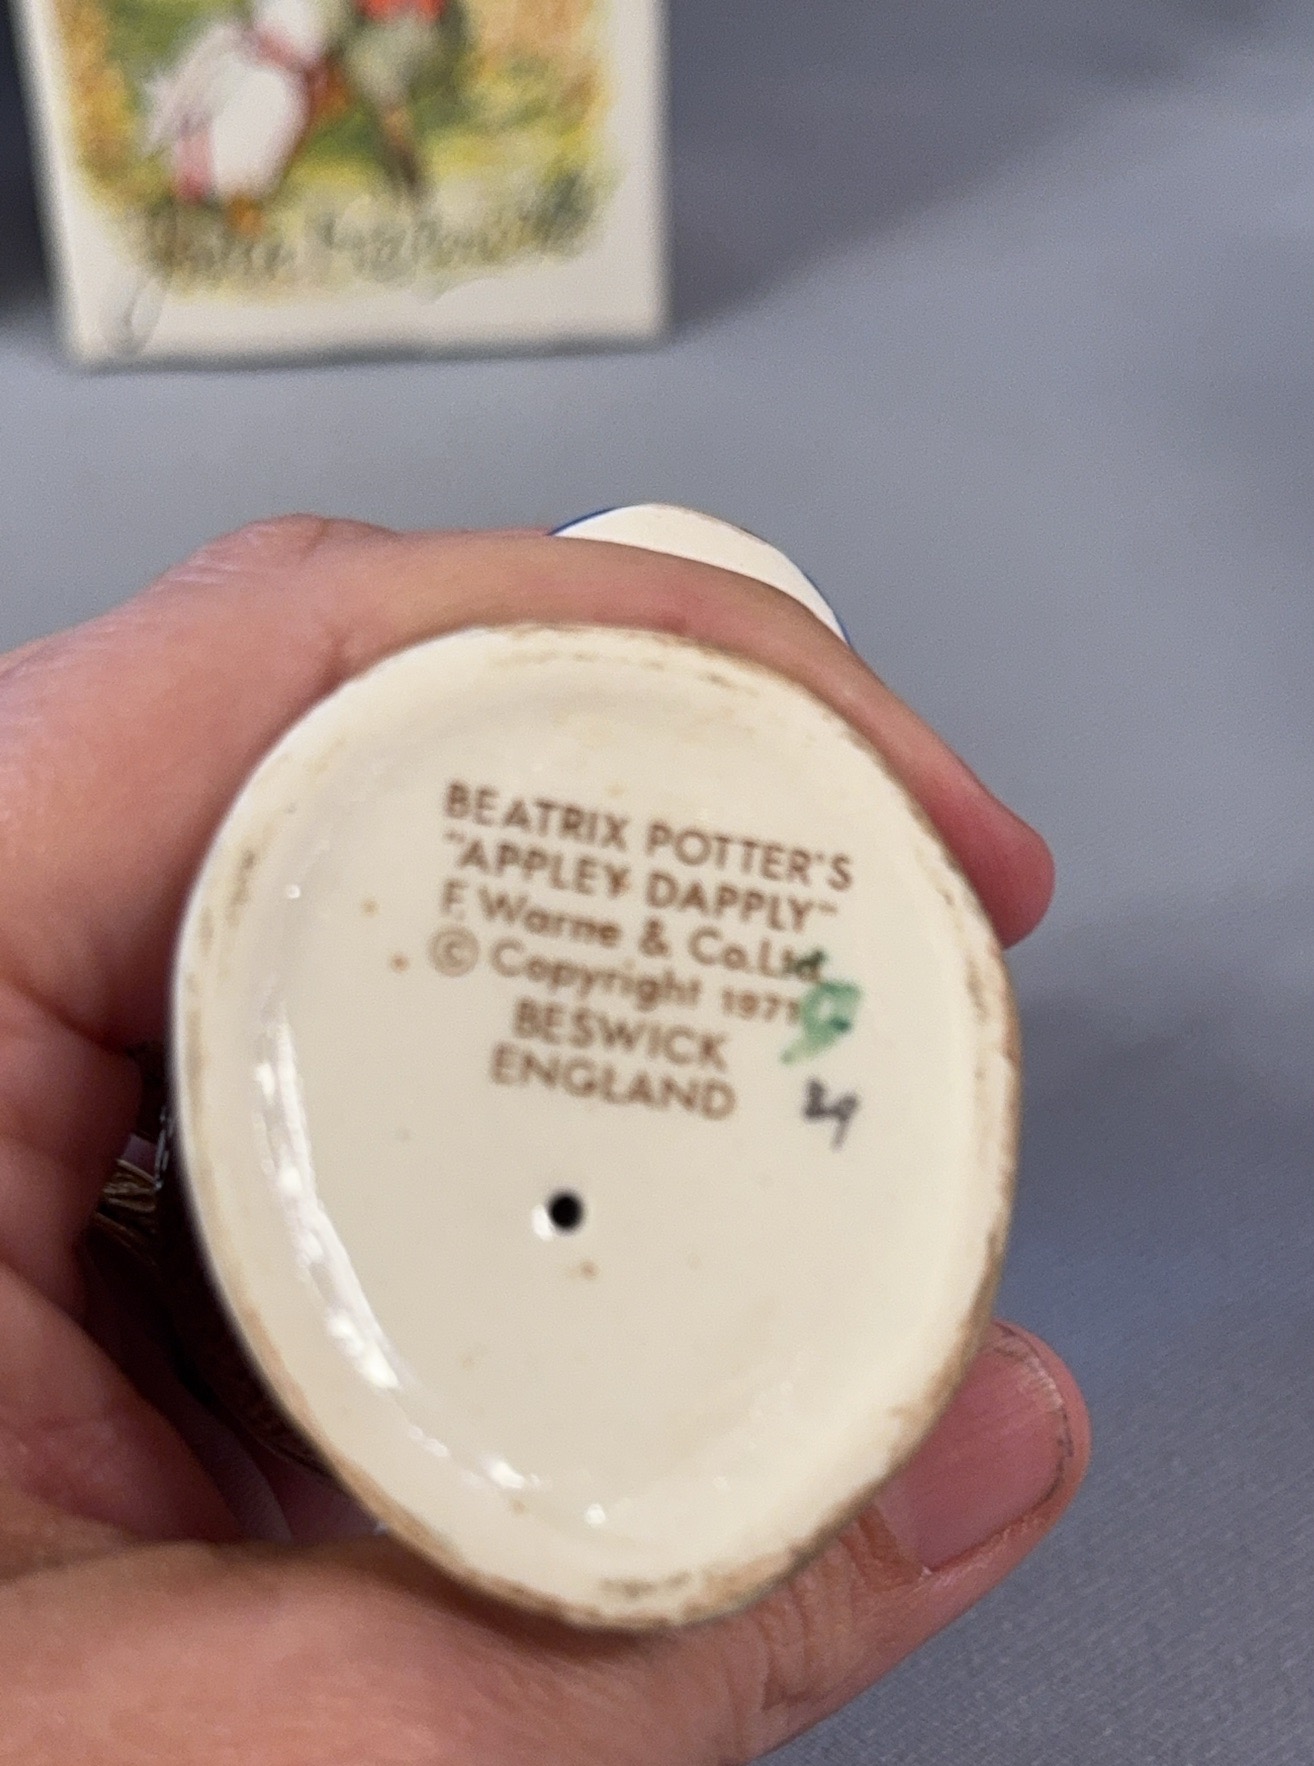 BEATRIX POTTER'S
"APPLEY DAPPLY"
F. Warne & Co. Ltd.
© Copyright 1971
BESWICK
ENGLAND